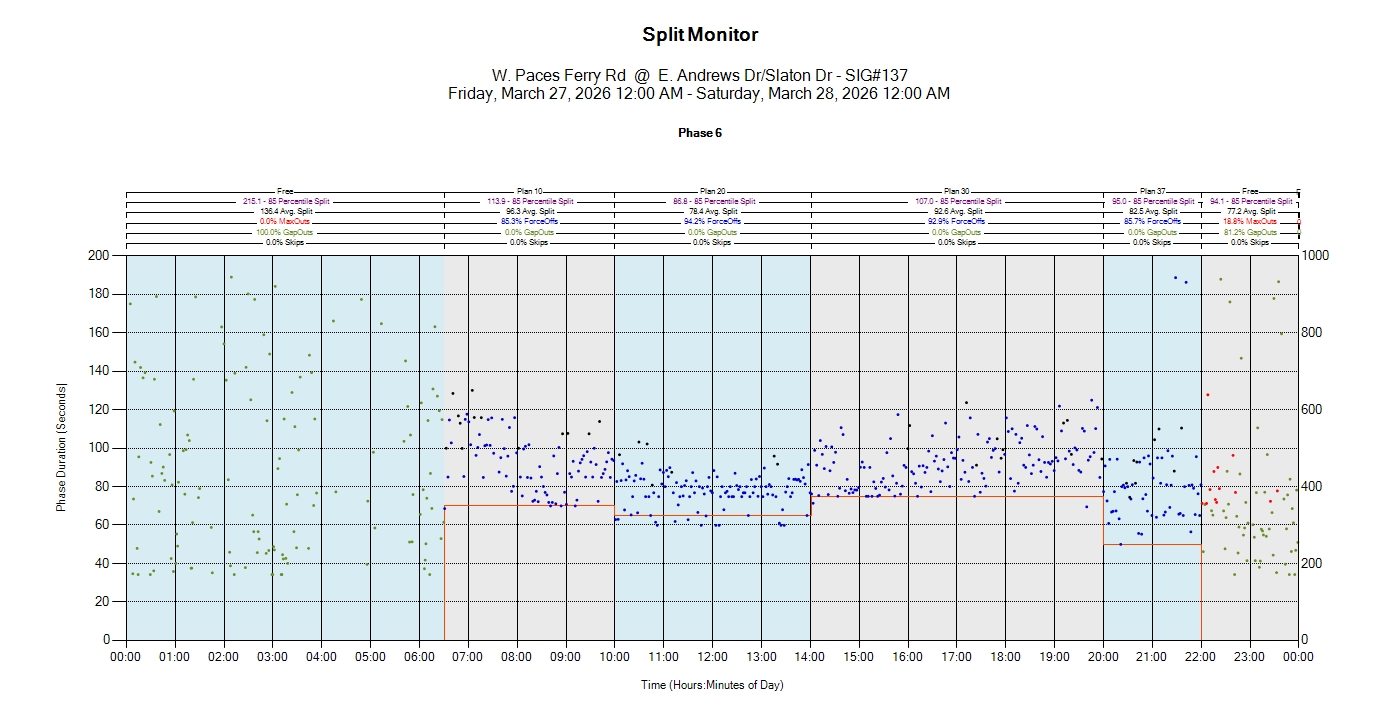 Split Monitor
W. Paces Ferry Rd @ E. Andrews Dr/Slaton Dr - SIG#137
Friday, March 27, 2026 12:00 AM - Saturday, March 28, 2026 12:00 AM
Phase 6
Free Plan 10 Plan 20 Plan 30 Plan 37 Free F
215.1 - 85 Percentile Split 113.9 - 85 Percentile Split 86.8 - 85 Percentile Split 107.0 - 85 Percentile Split 95.0 - 85 Percentile Split 94.1 - 85 Percentile Split
136.4 Avg. Split 96.3 Avg. Split 78.4 Avg. Split 92.6 Avg. Split 82.5 Avg. Split 77.2 Avg. Split
0.0% MaxOuts 85.3% ForceOffs 94.2% ForceOffs 92.9% ForceOffs 85.7% ForceOffs 18.8% MaxOuts
100.0% GapOuts 0.0% GapOuts 0.0% GapOuts 0.0% GapOuts 0.0% GapOuts 81.2% GapOuts
0.0% Skips 0.0% Skips 0.0% Skips 0.0% Skips 0.0% Skips 0.0% Skips
200 1000
180
160 800
140
120 600
100
80 400
60
40 200
20
0 0
Phase Duration (Seconds)
00:00 01:00 02:00 03:00 04:00 05:00 06:00 07:00 08:00 09:00 10:00 11:00 12:00 13:00 14:00 15:00 16:00 17:00 18:00 19:00 20:00 21:00 22:00 23:00 00:00
Time (Hours:Minutes of Day)